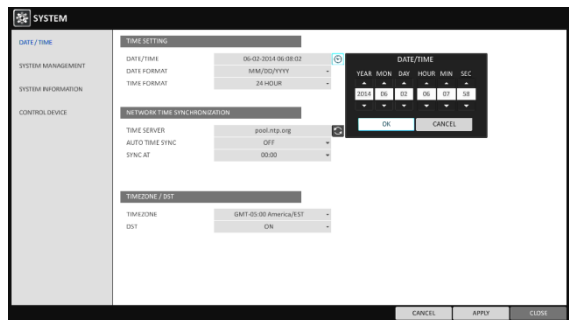 SYSTEM
DATE / TIME
SYSTEM MANAGEMENT
SYSTEM INFORMATION
CONTROL DEVICE
TIME SETTING
DATE/TIME 06-02-2014 06:08:02
DATE FORMAT MM/DD/YYYY
TIME FORMAT 24 HOUR
NETWORK TIME SYNCHRONIZATION
TIME SERVER pool.ntp.org
AUTO TIME SYNC OFF
SYNC AT 00:00
TIMEZONE / DST
TIMEZONE GMT-05:00 America/EST
DST ON
DATE/TIME
YEAR MON DAY HOUR MIN SEC
2014 06 02 06 07 58
OK CANCEL
CANCEL APPLY CLOSE